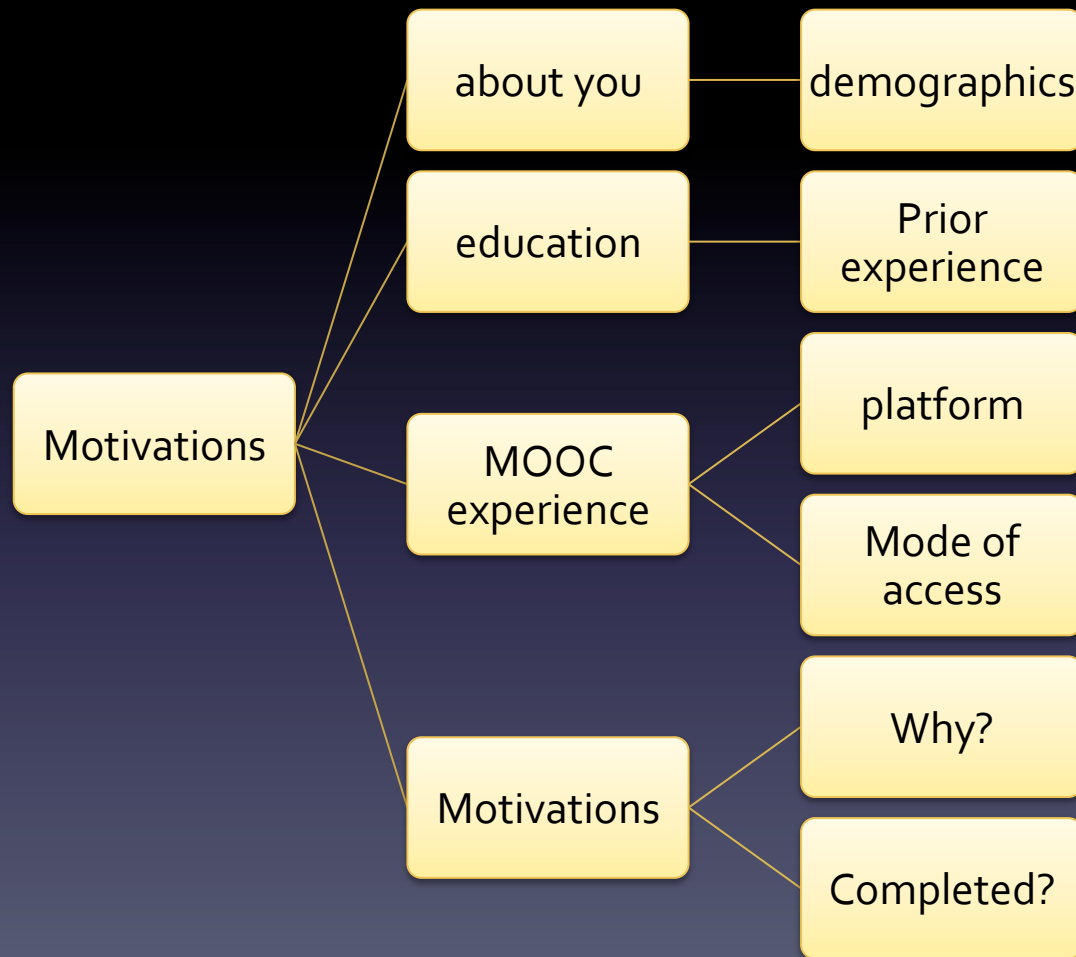 about you
demographics
education
Prior
experience
Motivations
MOOC
experience
platform
Mode of
access
Motivations
Why?
Completed?